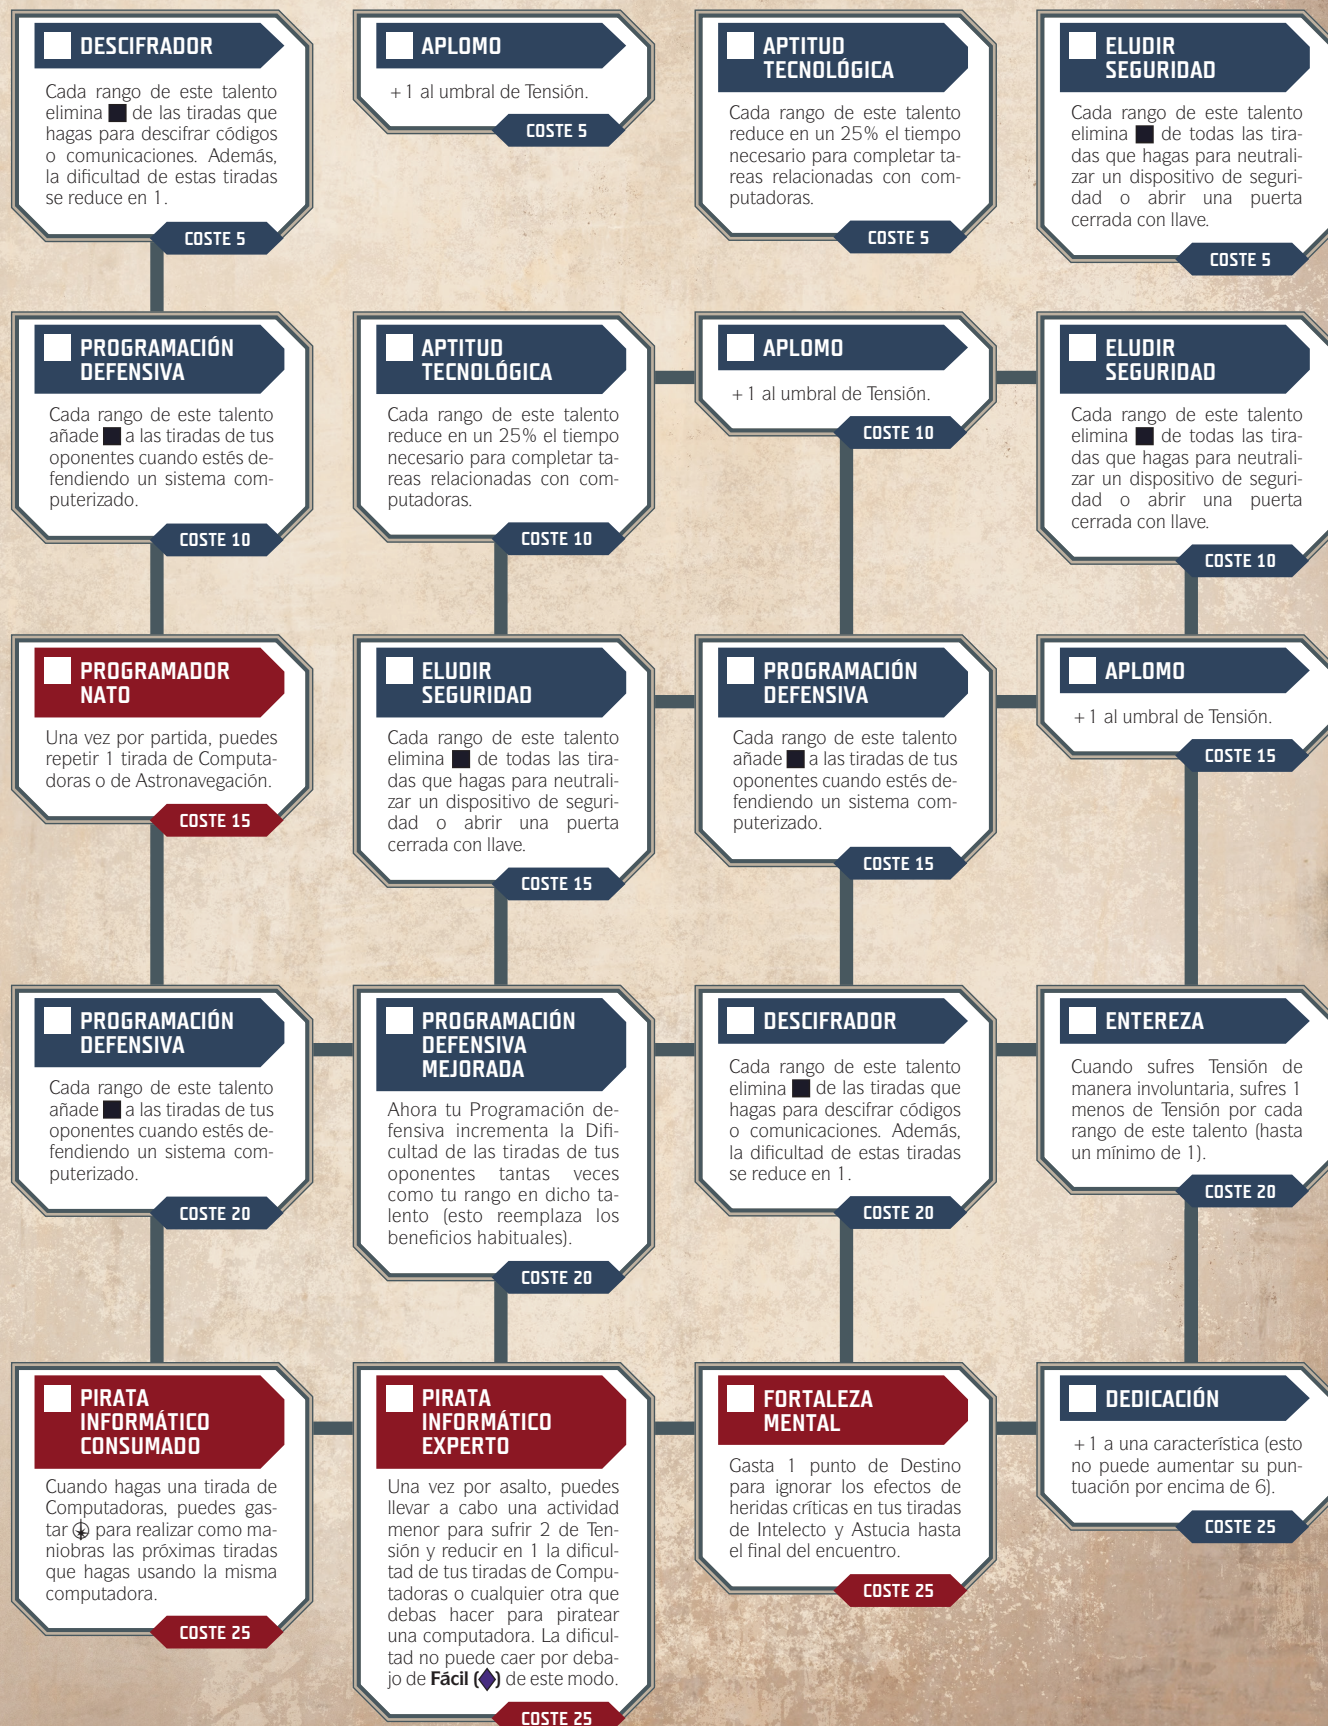 DESCIFRADOR
Cada rango de este talento
elimina ■ de las tiradas que
hagas para descifrar códigos
o comunicaciones. Además,
la dificultad de estas tiradas
se reduce en 1.
COSTE 5
APLOMO
+1 al umbral de Tensión.
COSTE 5
APTITUD
TECNOLÓGICA
Cada rango de este talento
reduce en un 25% el tiempo
necesario para completar ta-
reas relacionadas con com-
putadoras.
COSTE 5
ELUDIR
SEGURIDAD
Cada rango de este talento
elimina ■ de todas las tira-
das que hagas para neutrali-
zar un dispositivo de seguri-
dad o abrir una puerta
cerrada con llave.
COSTE 5
PROGRAMACIÓN
DEFENSIVA
Cada rango de este talento
añade ■ a las tiradas de tus
oponentes cuando estés de-
fendiendo un sistema com-
puterizado.
COSTE 10
APTITUD
TECNOLÓGICA
Cada rango de este talento
reduce en un 25% el tiempo
necesario para completar ta-
reas relacionadas con com-
putadoras.
COSTE 10
APLOMO
+1 al umbral de Tensión.
COSTE 10
ELUDIR
SEGURIDAD
Cada rango de este talento
elimina ■ de todas las tira-
das que hagas para neutrali-
zar un dispositivo de seguri-
dad o abrir una puerta
cerrada con llave.
COSTE 10
PROGRAMADOR
NATO
Una vez por partida, puedes
repetir 1 tirada de Computa-
doras o de Astronavegación.
COSTE 15
ELUDIR
SEGURIDAD
Cada rango de este talento
elimina ■ de todas las tira-
das que hagas para neutrali-
zar un dispositivo de seguri-
dad o abrir una puerta
cerrada con llave.
COSTE 15
PROGRAMACIÓN
DEFENSIVA
Cada rango de este talento
añade ■ a las tiradas de tus
oponentes cuando estés de-
fendiendo un sistema com-
puterizado.
COSTE 15
APLOMO
+1 al umbral de Tensión.
COSTE 15
PROGRAMACIÓN
DEFENSIVA
Cada rango de este talento
añade ■ a las tiradas de tus
oponentes cuando estés de-
fendiendo un sistema com-
puterizado.
COSTE 20
PROGRAMACIÓN
DEFENSIVA
MEJORADA
Ahora tu Programación de-
fensiva incrementa la Difi-
cultad de las tiradas de tus
oponentes tantas veces
como tu rango en dicho ta-
lento (esto reemplaza los
beneficios habituales).
COSTE 20
DESCIFRADOR
Cada rango de este talento
elimina ■ de las tiradas que
hagas para descifrar códigos
o comunicaciones. Además,
la dificultad de estas tiradas
se reduce en 1.
COSTE 20
ENTEREZA
Cuando sufres Tensión de
manera involuntaria, sufres 1
menos de Tensión por cada
rango de este talento (hasta
un mínimo de 1).
COSTE 20
PIRATA
INFORMÁTICO
CONSUMADO
Cuando hagas una tirada de
Computadoras, puedes gas-
tar para realizar como ma-
niobras las próximas tiradas
que hagas usando la misma
computadora.
COSTE 25
PIRATA
INFORMÁTICO
EXPERTO
Una vez por asalto, puedes
llevar a cabo una actividad
menor para sufrir 2 de Ten-
sión y reducir en 1 la dificul-
tad de tus tiradas de Compu-
tadoras o cualquier otra que
debas hacer para piratear
una computadora. La dificul-
tad no puede caer por deba-
jo de Fácil (◆) de este modo.
COSTE 25
FORTALEZA
MENTAL
Gasta 1 punto de Destino
para ignorar los efectos de
heridas críticas en tus tiradas
de Intelecto y Astucia hasta
el final del encuentro.
COSTE 25
DEDICACIÓN
+1 a una característica (esto
no puede aumentar su pun-
tuación por encima de 6).
COSTE 25